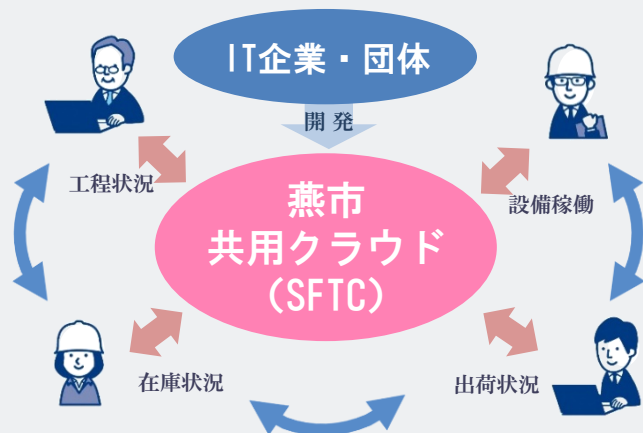 IT企業・団体
開発
工程状況
燕市
共用クラウド
(SFTC)
設備稼働
在庫状況
出荷状況